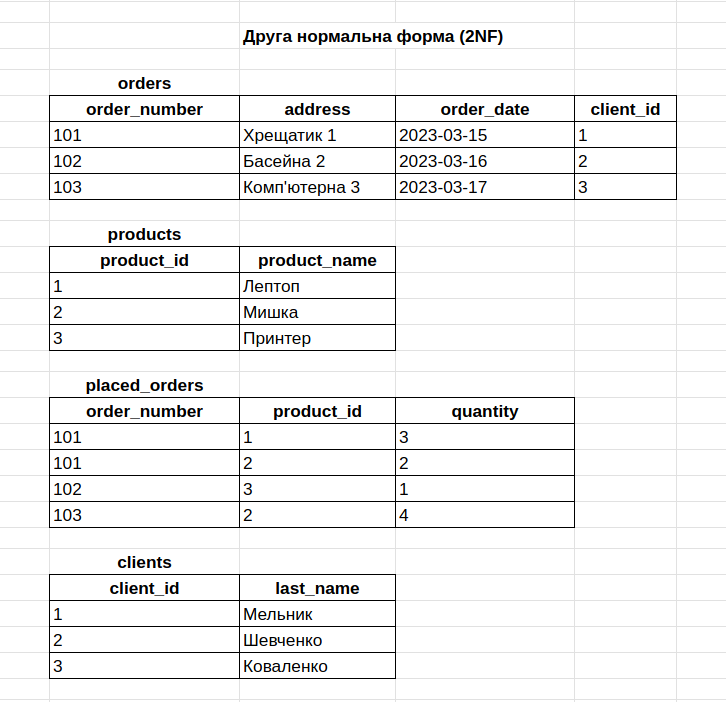 Друга нормальна форма (2NF)
orders
order_number address order_date client_id
101 Хрещатик 1 2023-03-15 1
102 Басейна 2 2023-03-16 2
103 Комп'ютерна 3 2023-03-17 3
products
product_id product_name
1 Лептоп
2 Мишка
3 Принтер
placed_orders
order_number product_id quantity
101 1 3
101 2 2
102 3 1
103 2 4
clients
client_id last_name
1 Мельник
2 Шевченко
3 Коваленко